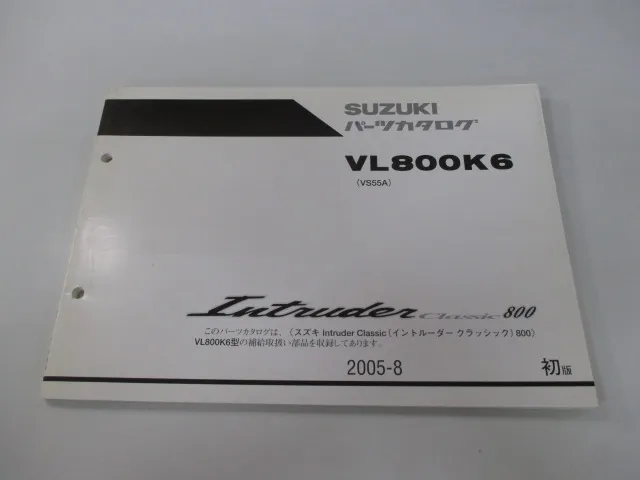 SUZUKI
パーツカタログ
VL800K6
(VS55A)
Intruder Classic 800
このパーツカタログは、《スズキ Intruder Classic(イントルーダー クラッシック)800》
VL800K6型の補給取扱い部品を収録してあります。
2005-8
初版